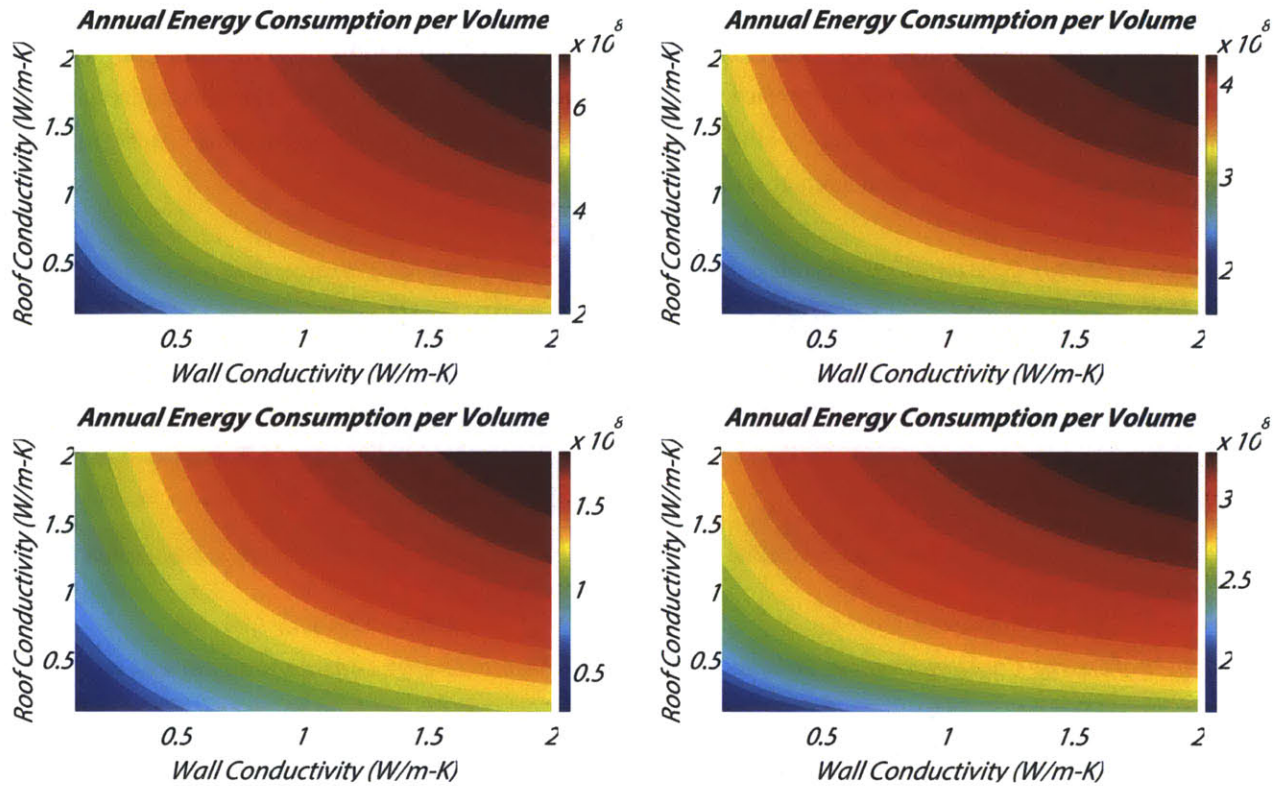 Annual Energy Consumption per Volume
x 10^8
Roof Conductivity (W/m-K)
2
1.5
1
0.5
6
4
2
0.5 1 1.5 2
Wall Conductivity (W/m-K)
Annual Energy Consumption per Volume
x 10^8
Roof Conductivity (W/m-K)
2
1.5
1
0.5
4
3
2
0.5 1 1.5 2
Wall Conductivity (W/m-K)
Annual Energy Consumption per Volume
x 10^8
Roof Conductivity (W/m-K)
2
1.5
1
0.5
1.5
1
0.5
0.5 1 1.5 2
Wall Conductivity (W/m-K)
Annual Energy Consumption per Volume
x 10^8
Roof Conductivity (W/m-K)
2
1.5
1
0.5
3
2.5
2
0.5 1 1.5 2
Wall Conductivity (W/m-K)